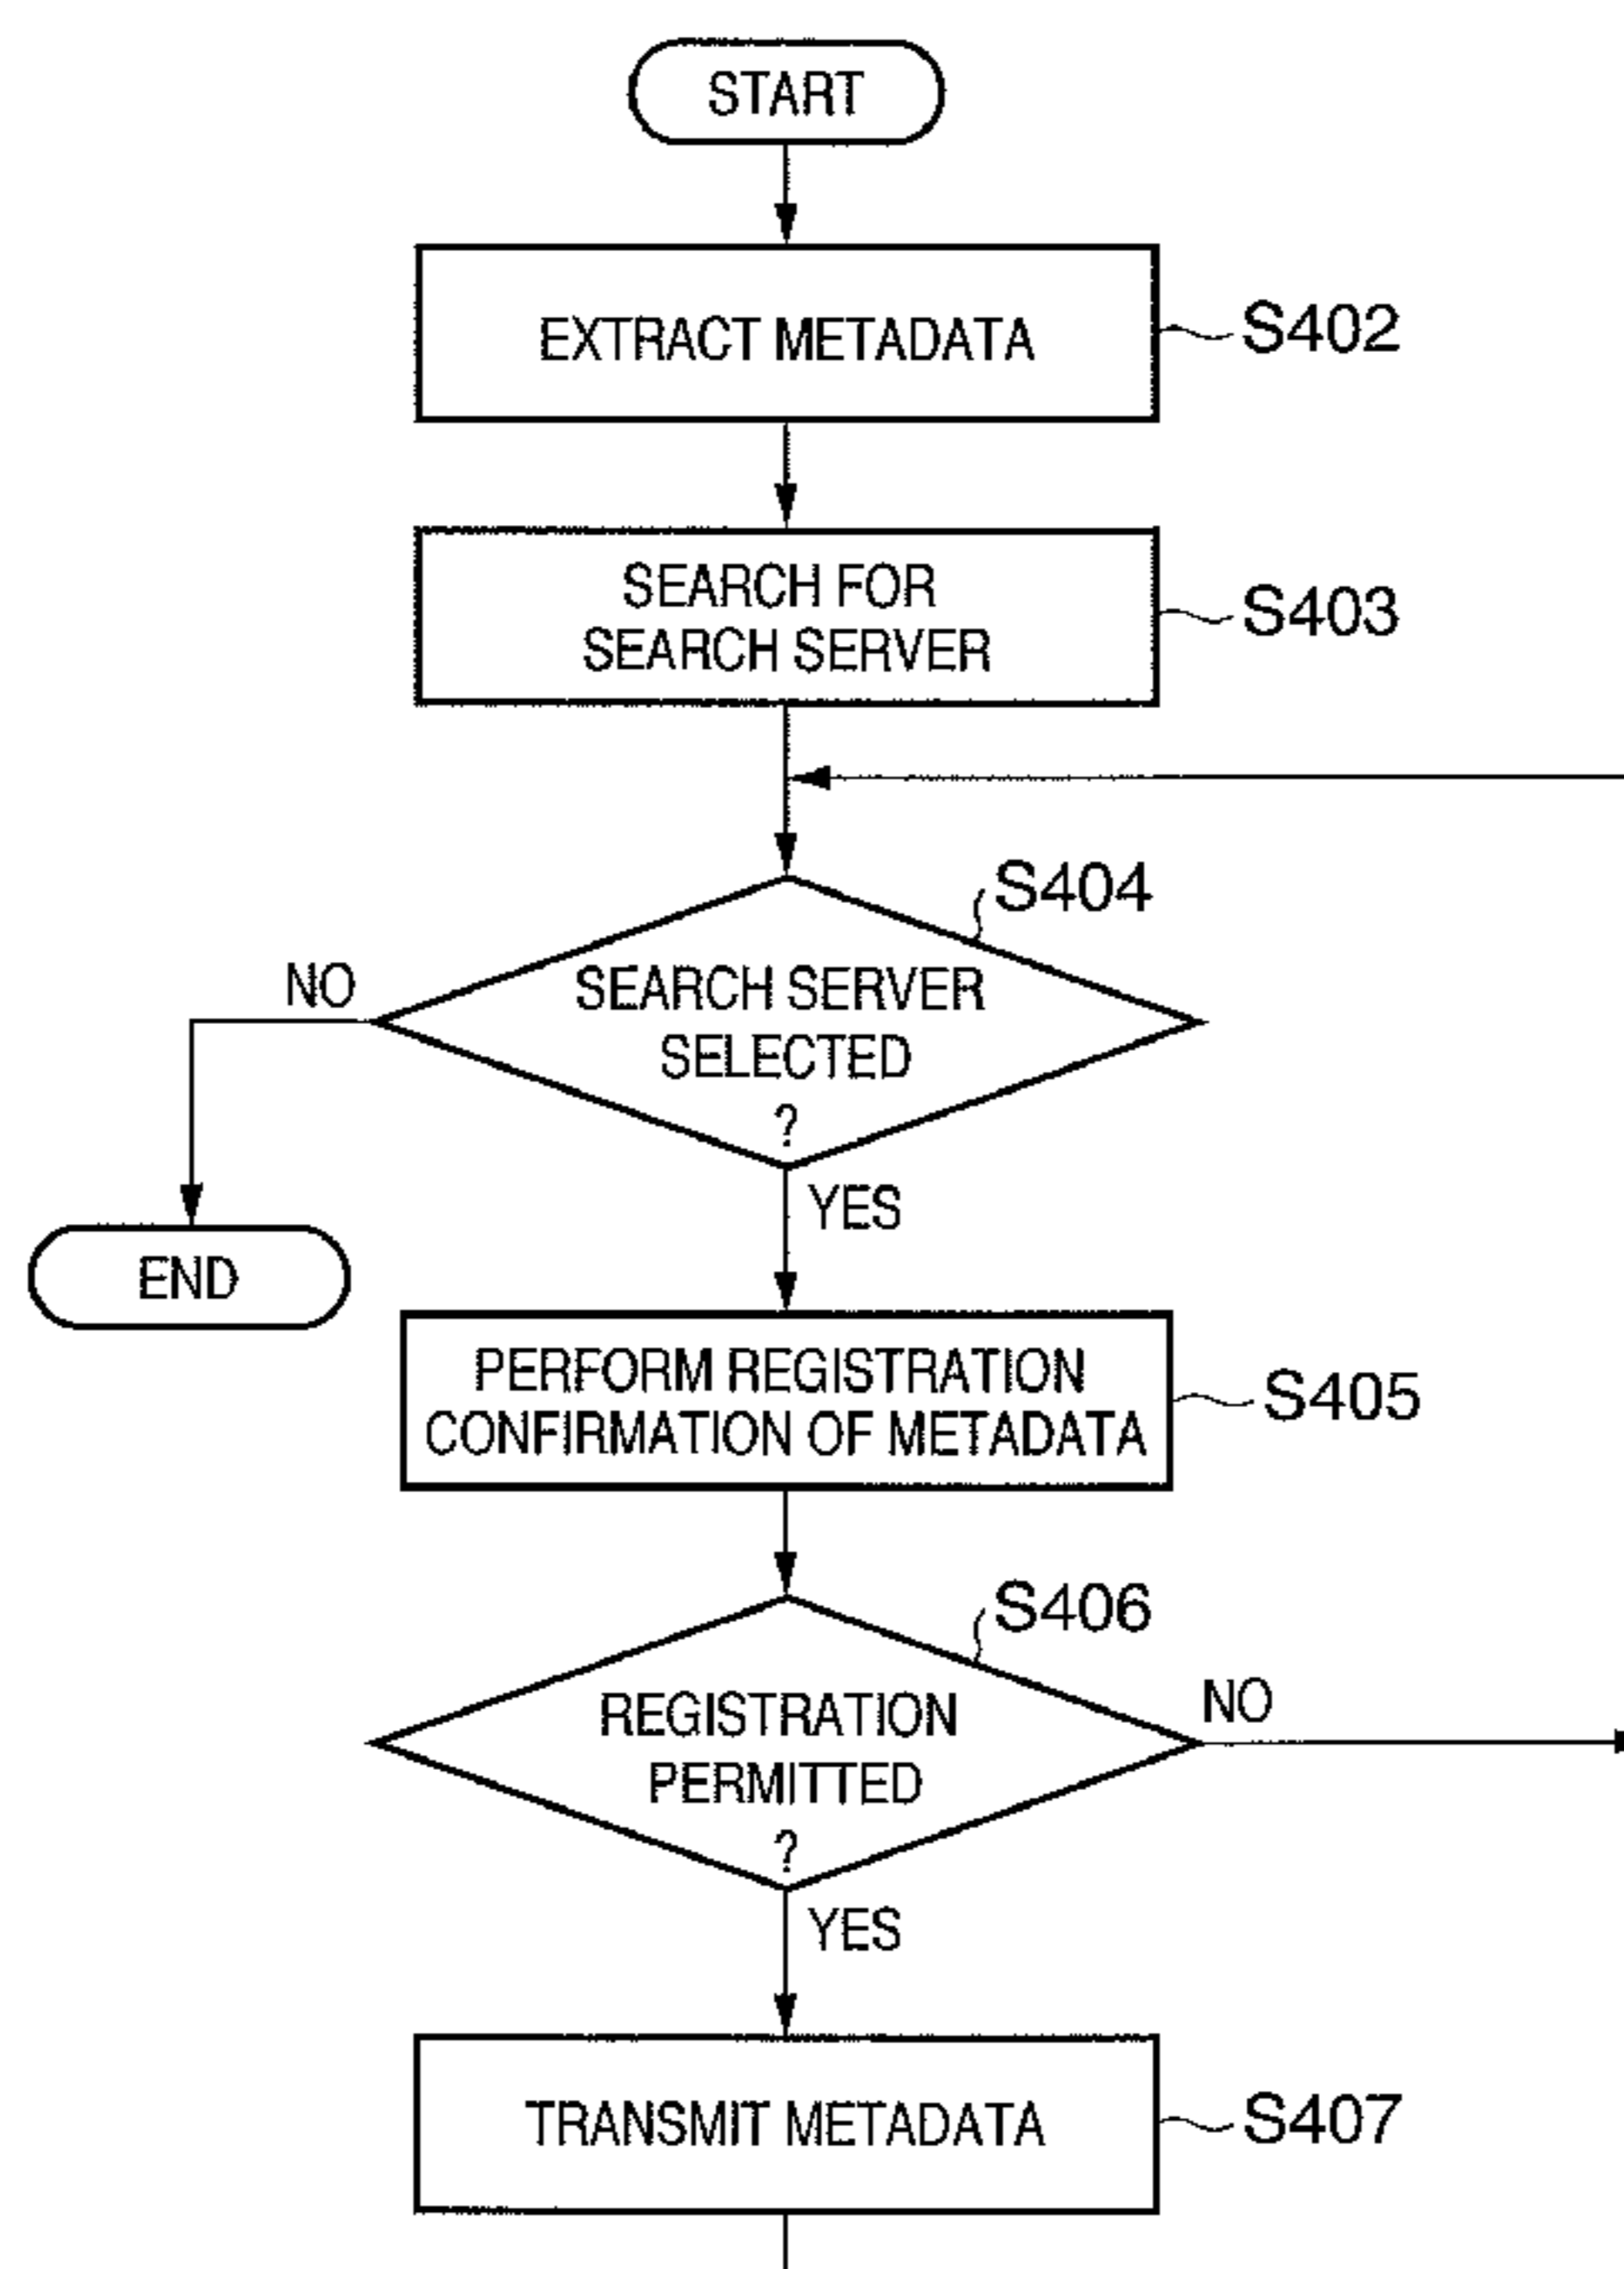 START
EXTRACT METADATA
S402
SEARCH FOR
SEARCH SERVER
S403
S404
NO
SEARCH SERVER
SELECTED
?
YES
END
PERFORM REGISTRATION
CONFIRMATION OF METADATA
S405
S406
REGISTRATION
PERMITTED
?
NO
YES
TRANSMIT METADATA
S407